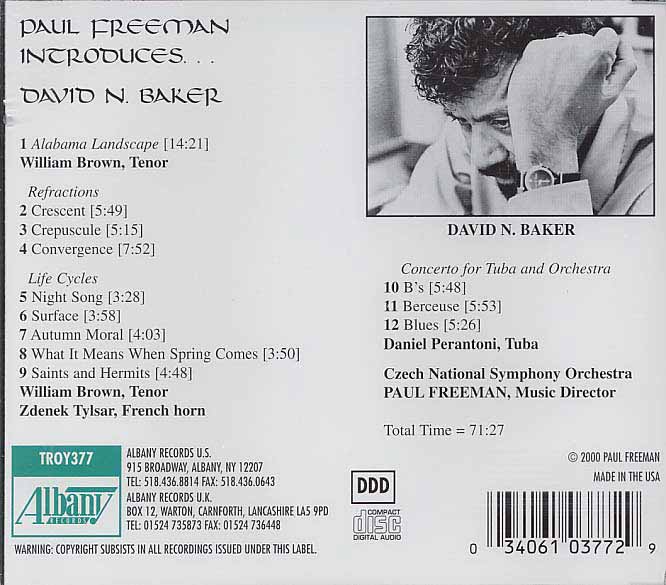 PAUL FREEMAN
INTRODUCES. . .
DAVID N. BAKER
1 Alabama Landscape [14:21]
William Brown, Tenor
Refractions
2 Crescent [5:49]
3 Crepuscule [5:15]
4 Convergence [7:52]
Life Cycles
5 Night Song [3:28]
6 Surface [3:58]
7 Autumn Moral [4:03]
8 What It Means When Spring Comes [3:50]
9 Saints and Hermits [4:48]
William Brown, Tenor
Zdenek Tylsar, French horn
DAVID N. BAKER
Concerto for Tuba and Orchestra
10 B's [5:48]
11 Berceuse [5:53]
12 Blues [5:26]
Daniel Perantoni, Tuba
Czech National Symphony Orchestra
PAUL FREEMAN, Music Director
Total Time = 71:27
TROY377
Albany
RECORDS
ALBANY RECORDS U.S.
915 BROADWAY, ALBANY, NY 12207
TEL: 518.436.8814 FAX: 518.436.0643
ALBANY RECORDS U.K.
BOX 12, WARTON, CARNFORTH, LANCASHIRE LA5 9PD
TEL: 01524 735873 FAX: 01524 736448
WARNING: COPYRIGHT SUBSISTS IN ALL RECORDINGS ISSUED UNDER THIS LABEL.
DDD
COMPACT
disc
DIGITAL AUDIO
© 2000 PAUL FREEMAN
MADE IN THE USA
0 34061 03772 9